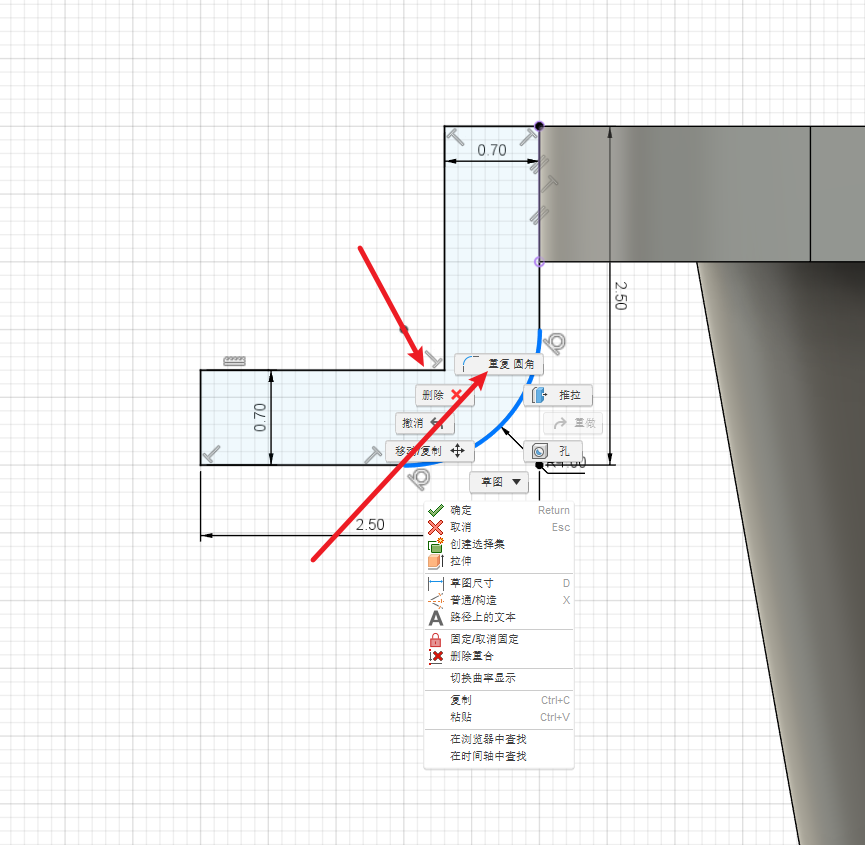 0.70
2.50
重复 圆角
删除
推拉
0.70
撤消
重做
移动/复制
孔
草图
2.50
确定 Return
取消 Esc
创建选择集
拉伸
草图尺寸 D
普通/构造 X
路径上的文本
固定/取消固定
删除重合
切换曲率显示
复制 Ctrl+C
粘贴 Ctrl+V
在浏览器中查找
在时间轴中查找